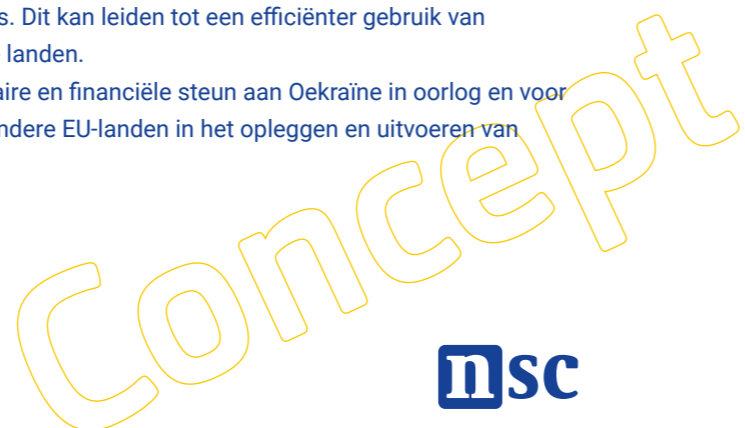 s. Dit kan leiden tot een efficiënter gebruik van
landen.
aire en financiële steun aan Oekraïne in oorlog en voor
ndere EU-landen in het opleggen en uitvoeren van
Concept
nsc